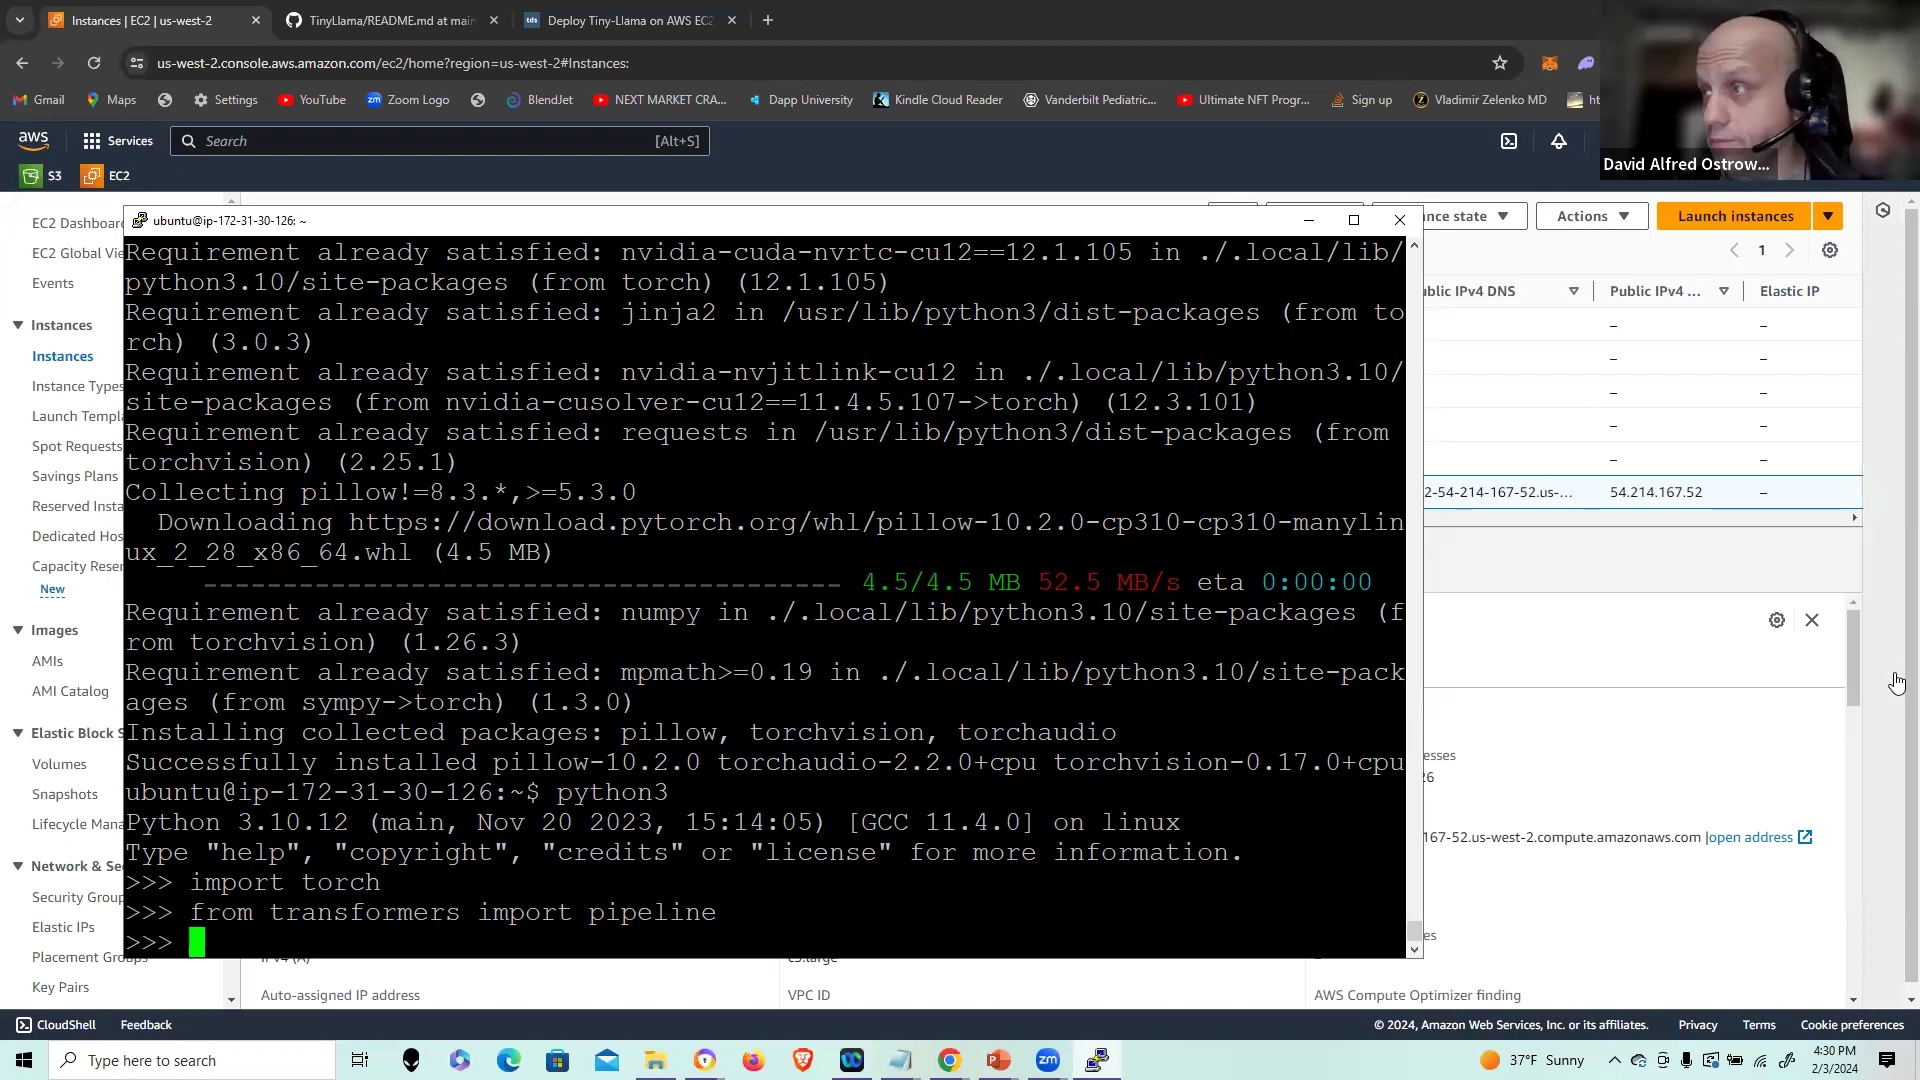 Instances | EC2 | us-west-2
TinyLlama/README.md at main
tds
Deploy Tiny-Llama on AWS EC2
us-west-2.console.aws.amazon.com/ec2/home?region=us-west-2#Instances:
Gmail
Maps
Settings
YouTube
Zoom Logo
BlendJet
NEXT MARKET CRA...
Dapp University
Kindle Cloud Reader
Vanderbilt Pediatric...
Ultimate NFT Progr...
Sign up
Vladimir Zelenko MD
ht
aws
Services
Search
[Alt+S]
David Alfred Ostrow...
S3
EC2
EC2 Dashboar
EC2 Global Vie
Events
Instances
Instances
Instance Types
Launch Templa
Spot Requests
Savings Plans
Reserved Insta
Dedicated Hos
Capacity Reser
New
Images
AMIs
AMI Catalog
Elastic Block S
Volumes
Snapshots
Lifecycle Mana
Network & Se
Security Group
Elastic IPs
Placement Groups
Key Pairs
ubuntu@ip-172-31-30-126: ~
Requirement already satisfied: nvidia-cuda-nvrtc-cu12==12.1.105 in ./.local/lib/
python3.10/site-packages (from torch) (12.1.105)
Requirement already satisfied: jinja2 in /usr/lib/python3/dist-packages (from to
rch) (3.0.3)
Requirement already satisfied: nvidia-nvjitlink-cu12 in ./.local/lib/python3.10/
site-packages (from nvidia-cusolver-cu12==11.4.5.107->torch) (12.3.101)
Requirement already satisfied: requests in /usr/lib/python3/dist-packages (from
torchvision) (2.25.1)
Collecting pillow!=8.3.*,>=5.3.0
Downloading https://download.pytorch.org/whl/pillow-10.2.0-cp310-cp310-manylin
ux_2_28_x86_64.whl (4.5 MB)
---------------------------------------- 4.5/4.5 MB 52.5 MB/s eta 0:00:00
Requirement already satisfied: numpy in ./.local/lib/python3.10/site-packages (f
rom torchvision) (1.26.3)
Requirement already satisfied: mpmath>=0.19 in ./.local/lib/python3.10/site-pack
ages (from sympy->torch) (1.3.0)
Installing collected packages: pillow, torchvision, torchaudio
Successfully installed pillow-10.2.0 torchaudio-2.2.0+cpu torchvision-0.17.0+cpu
ubuntu@ip-172-31-30-126:~$ python3
Python 3.10.12 (main, Nov 20 2023, 15:14:05) [GCC 11.4.0] on linux
Type "help", "copyright", "credits" or "license" for more information.
>>> import torch
>>> from transformers import pipeline
>>>
nce state
Actions
Launch instances
1
ublic IPv4 DNS
Public IPv4 ...
Elastic IP
–
–
–
–
–
–
–
–
–
–
2-54-214-167-52.us-...
54.214.167.52
–
esses
26
167-52.us-west-2.compute.amazonaws.com |open address
es
Auto-assigned IP address
VPC ID
AWS Compute Optimizer finding
CloudShell
Feedback
© 2024, Amazon Web Services, Inc. or its affiliates.
Privacy
Terms
Cookie preferences
Type here to search
zm
37°F Sunny
4:30 PM
2/3/2024